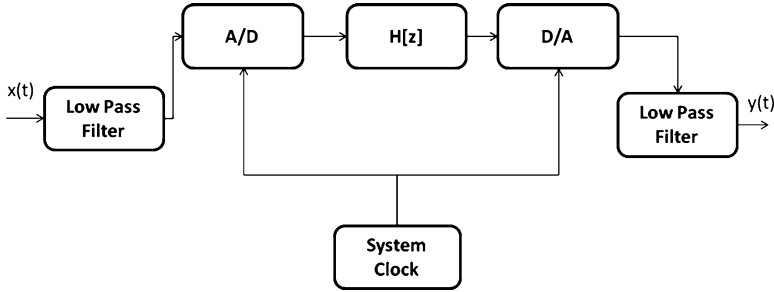 A/D
H[z]
D/A
x(t)
Low Pass
Filter
Low Pass
Filter
y(t)
System
Clock